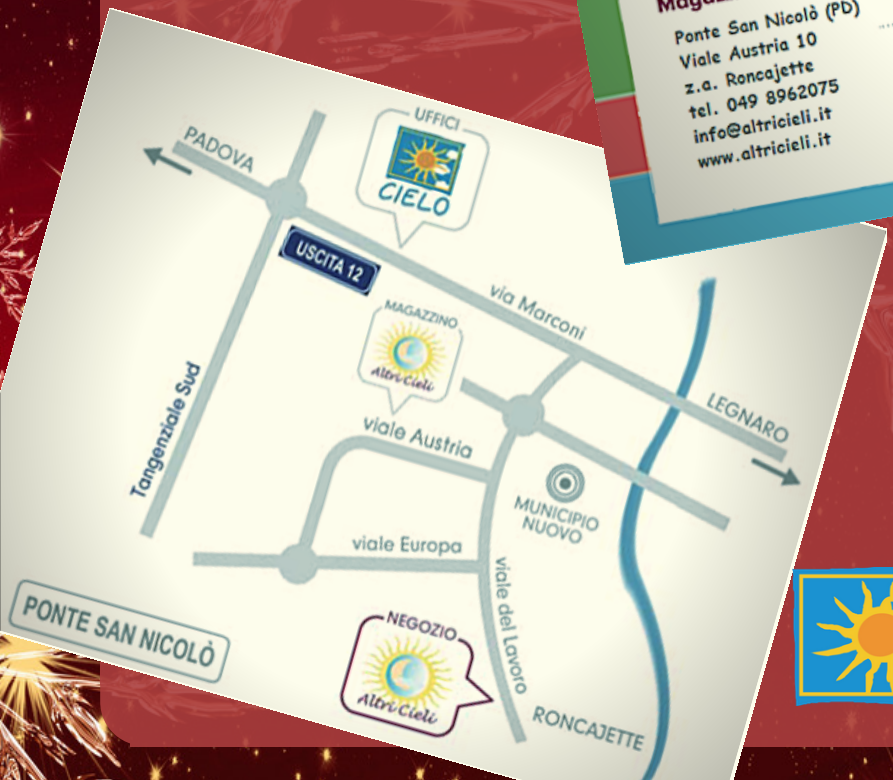 Ponte San Nicolò (PD)
Viale Austria 10
z.a. Roncajette
tel. 049 8962075
info@altricieli.it
www.altricieli.it
UFFICI
CIELO
PADOVA
USCITA 12
via Marconi
MAGAZZINO
Altri Cieli
LEGNARO
Tangenziale Sud
viale Austria
MUNICIPIO
NUOVO
viale Europa
viale del Lavoro
PONTE SAN NICOLÒ
NEGOZIO
Altri Cieli
RONCAJETTE